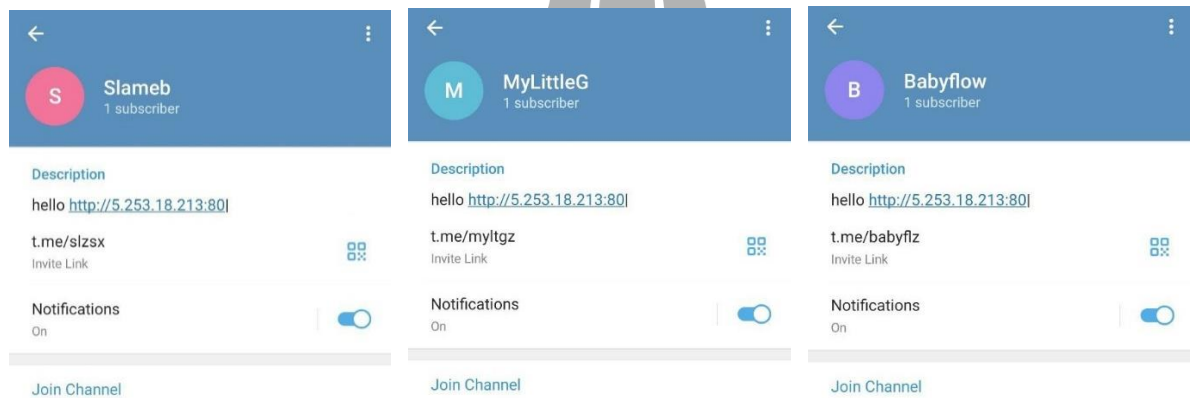 S
Slameb
1 subscriber
Description
hello http://5.253.18.213:80|
t.me/slzsx
Invite Link
Notifications
On
Join Channel
M
MyLittleG
1 subscriber
Description
hello http://5.253.18.213:80|
t.me/myltgz
Invite Link
Notifications
On
Join Channel
B
Babyflow
1 subscriber
Description
hello http://5.253.18.213:80|
t.me/babyflz
Invite Link
Notifications
On
Join Channel